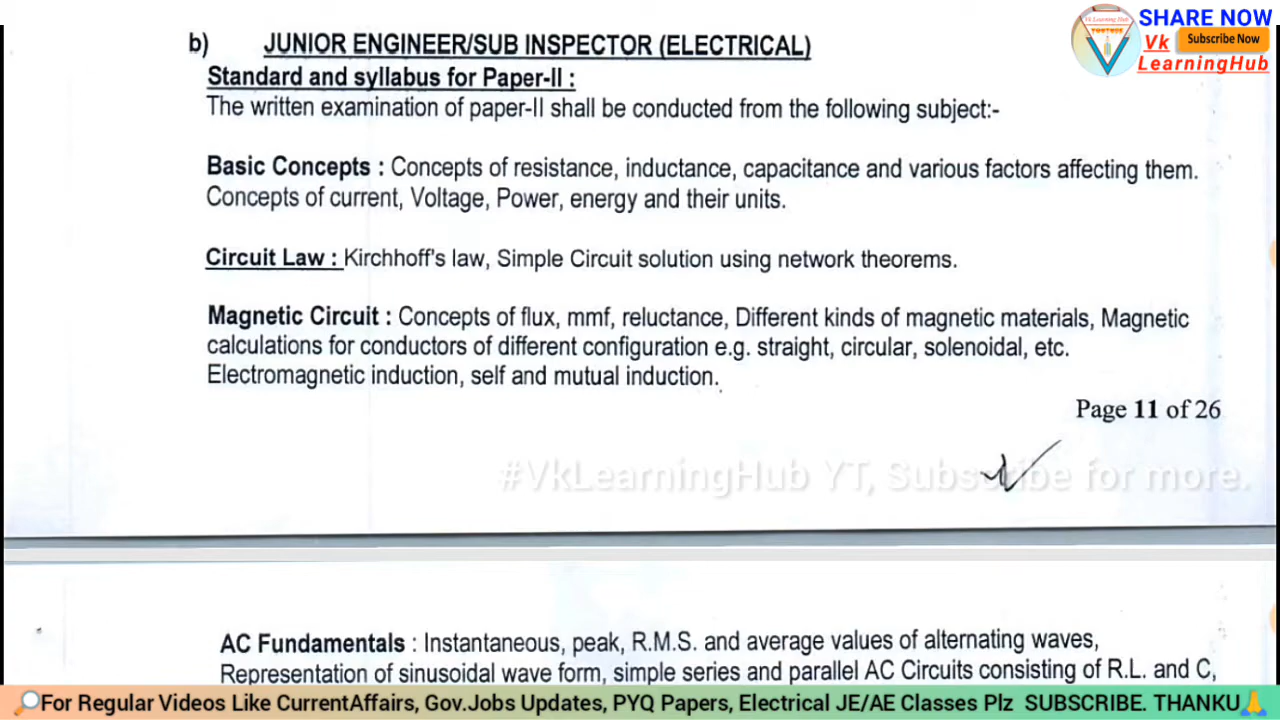 SHARE NOW
Vk Learning Hub
Vk
Subscribe Now
LearningHub
b) JUNIOR ENGINEER/SUB INSPECTOR (ELECTRICAL)
Standard and syllabus for Paper-II :
The written examination of paper-II shall be conducted from the following subject:-
Basic Concepts : Concepts of resistance, inductance, capacitance and various factors affecting them.
Concepts of current, Voltage, Power, energy and their units.
Circuit Law : Kirchhoff's law, Simple Circuit solution using network theorems.
Magnetic Circuit : Concepts of flux, mmf, reluctance, Different kinds of magnetic materials, Magnetic
calculations for conductors of different configuration e.g. straight, circular, solenoidal, etc.
Electromagnetic induction, self and mutual induction.
Page 11 of 26
#VkLearningHub YT, Subscribe for more.
AC Fundamentals : Instantaneous, peak, R.M.S. and average values of alternating waves,
Representation of sinusoidal wave form, simple series and parallel AC Circuits consisting of R.L. and C,
🔎For Regular Videos Like CurrentAffairs, Gov.Jobs Updates, PYQ Papers, Electrical JE/AE Classes Plz SUBSCRIBE. THANKU🙏